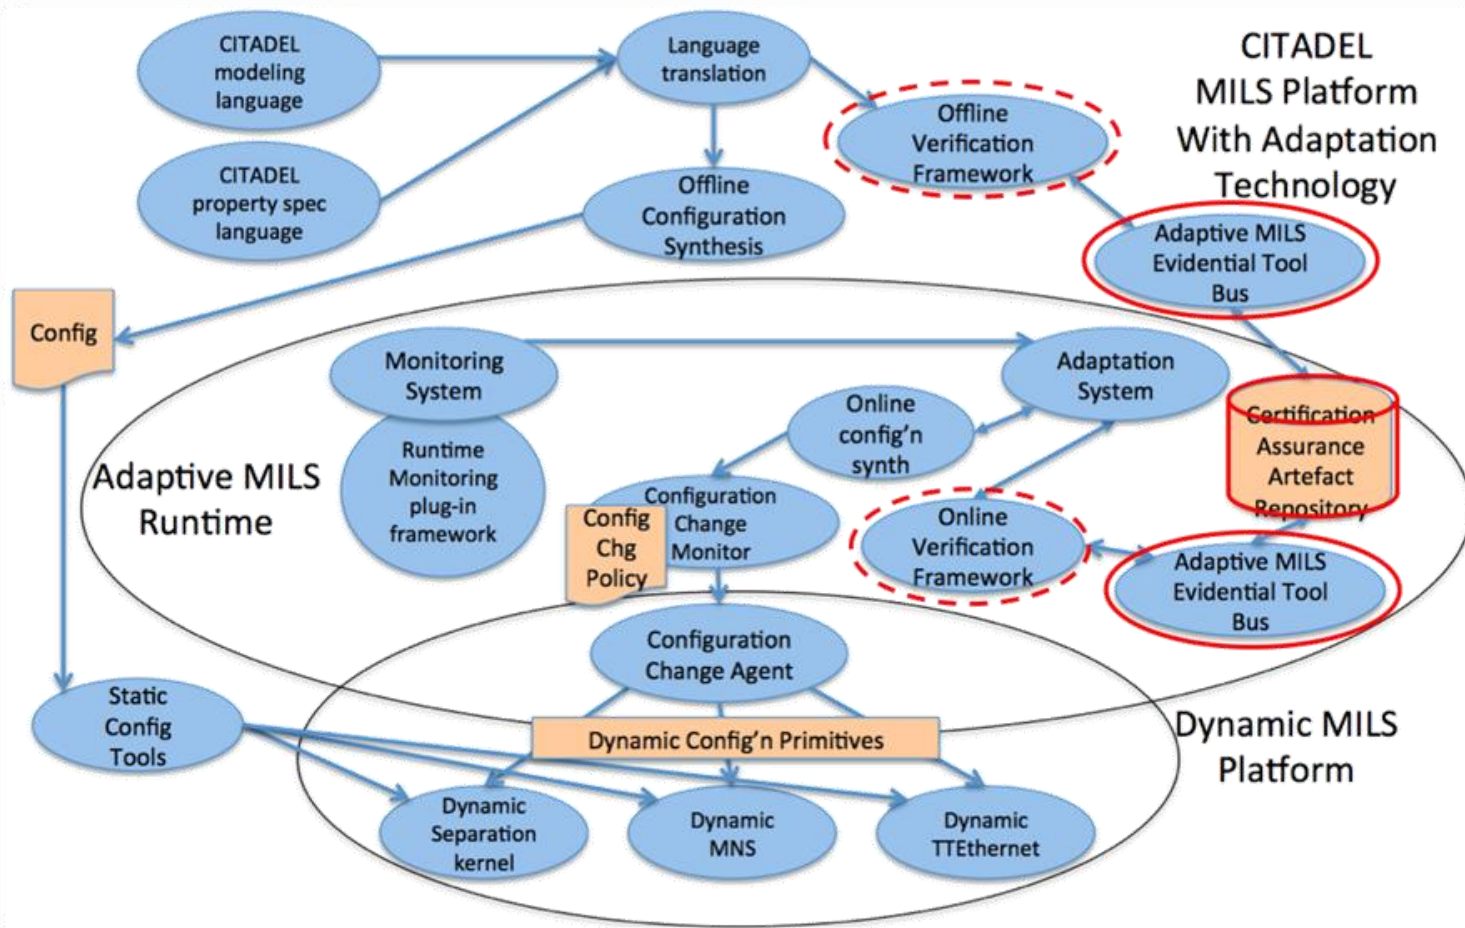 CITADEL
modeling
language
Language
translation
CITADEL
MILS Platform
With Adaptation
Technology
Offline
Verification
Framework
CITADEL
property spec
language
Offline
Configuration
Synthesis
Adaptive MILS
Evidential Tool
Bus
Config
Monitoring
System
Adaptation
System
Online
config'n
synth
Certification
Assurance
Artefact
Repository
Adaptive MILS
Runtime
Runtime
Monitoring
plug-in
framework
Configuration
Change
Monitor
Config
Chg
Policy
Online
Verification
Framework
Adaptive MILS
Evidential Tool
Bus
Configuration
Change Agent
Static
Config
Tools
Dynamic Config'n Primitives
Dynamic MILS
Platform
Dynamic
Separation
kernel
Dynamic
MNS
Dynamic
TTEthernet